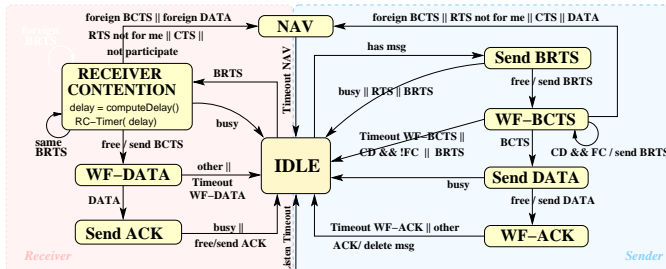 foreign BCTS || foreign DATA
NAV
foreign BCTS || RTS not for me || CTS || DATA
foreign
BRTS
RTS not for me || CTS ||
not participate
Timeout NAV
has msg
Send BRTS
RECEIVER
CONTENTION
delay = computeDelay()
RC−Timer( delay)
BRTS
busy || RTS || BRTS
free / send BRTS
busy
WF−BCTS
same
BRTS
free / send BCTS
Timeout WF−BCTS ||
CD && !FC || BRTS
BCTS
CD && FC / send BRTS
IDLE
WF−DATA
other ||
Timeout
WF−DATA
busy
Send DATA
DATA
free / send DATA
Send ACK
busy ||
free/send ACK
Timeout WF−ACK || other
ACK/ delete msg
WF−ACK
Receiver
Listen Timeout
Sender